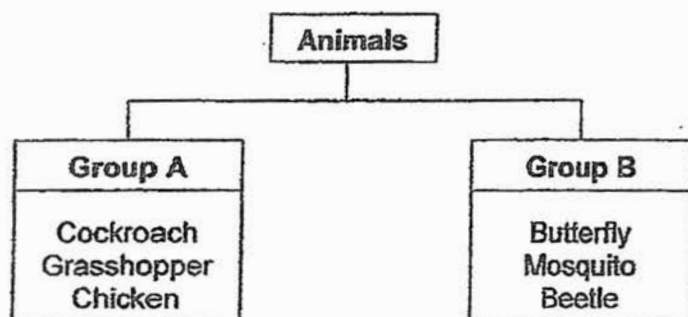 Animals
Group A
Cockroach
Grasshopper
Chicken
Group B
Butterfly
Mosquito
Beetle